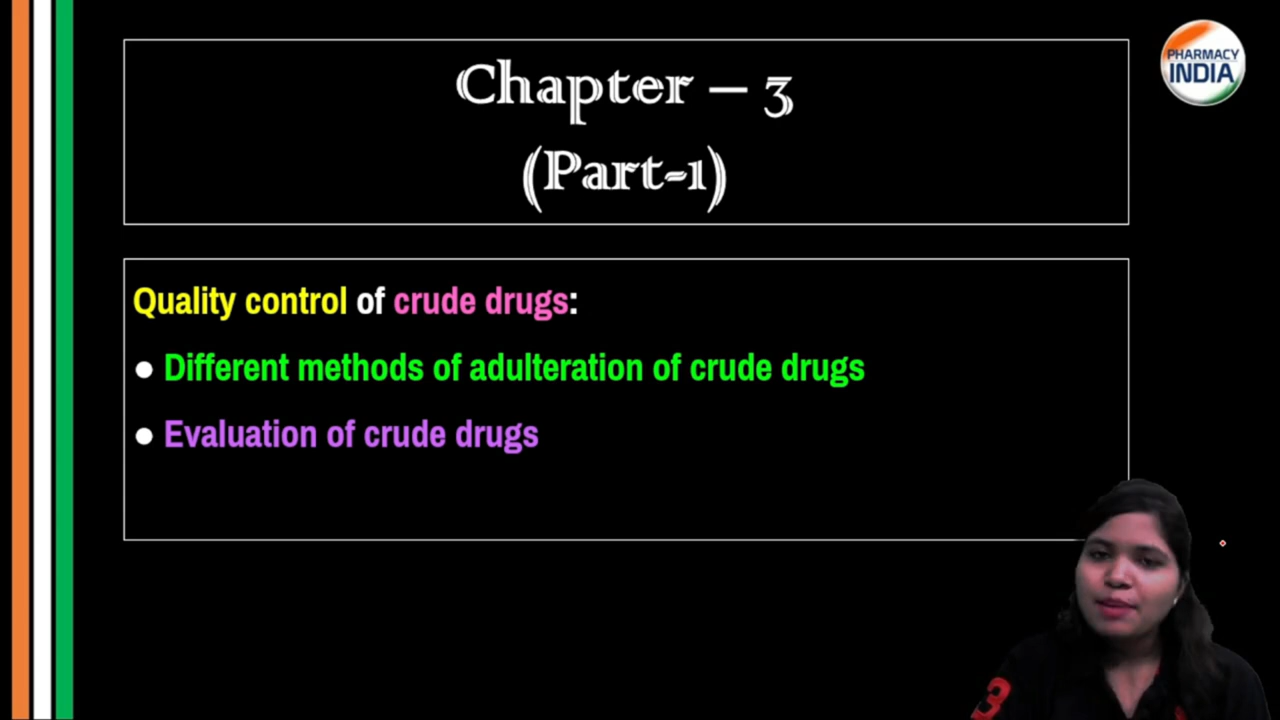 Chapter – 3
(Part-1)
PHARMACY
INDIA
Quality control of crude drugs:
● Different methods of adulteration of crude drugs
● Evaluation of crude drugs
3